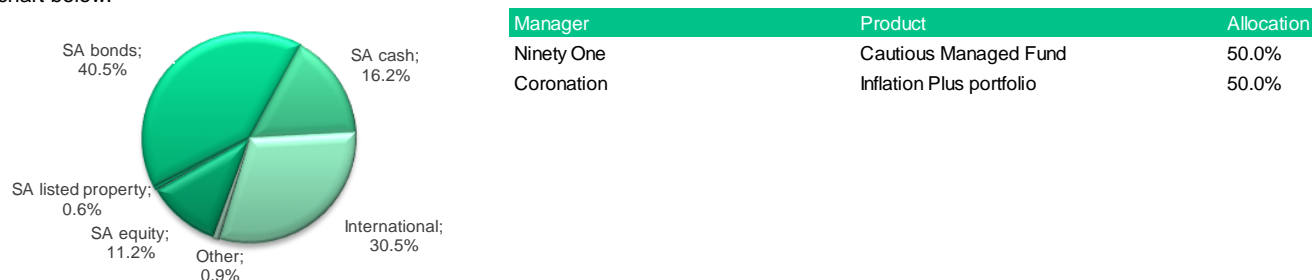 chart below.
SA bonds;
40.5%
SA cash;
16.2%
SA listed property;
0.6%
SA equity;
11.2%
Other;
0.9%
International;
30.5%
Manager Product Allocation
Ninety One Cautious Managed Fund 50.0%
Coronation Inflation Plus portfolio 50.0%